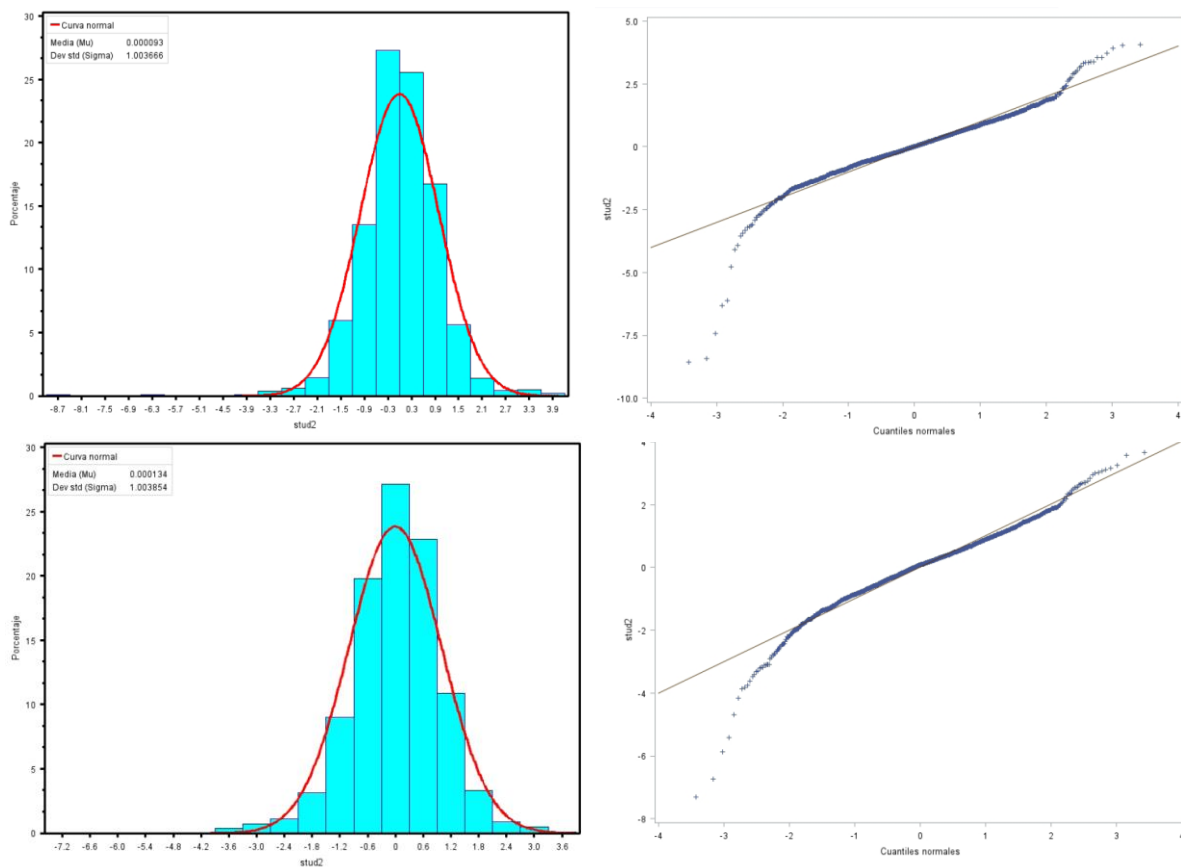 Curva normal
Media (Mu) 0.000093
Dev std (Sigma) 1.003666
30
25
20
15
10
5
0
Porcentaje
-8.7 -8.1 -7.5 -6.9 -6.3 -5.7 -5.1 -4.5 -3.9 -3.3 -2.7 -2.1 -1.5 -0.9 -0.3 0.3 0.9 1.5 2.1 2.7 3.3 3.9
stud2
5.0
2.5
0
-2.5
-5.0
-7.5
-10.0
stud2
-4 -3 -2 -1 0 1 2 3 4
Cuantiles normales
Curva normal
Media (Mu) 0.000134
Dev std (Sigma) 1.003854
30
25
20
15
10
5
0
Porcentaje
-7.2 -6.6 -6.0 -5.4 -4.8 -4.2 -3.6 -3.0 -2.4 -1.8 -1.2 -0.6 0 0.6 1.2 1.8 2.4 3.0 3.6
stud2
4
2
0
-2
-4
-6
-8
stud2
-4 -3 -2 -1 0 1 2 3 4
Cuantiles normales